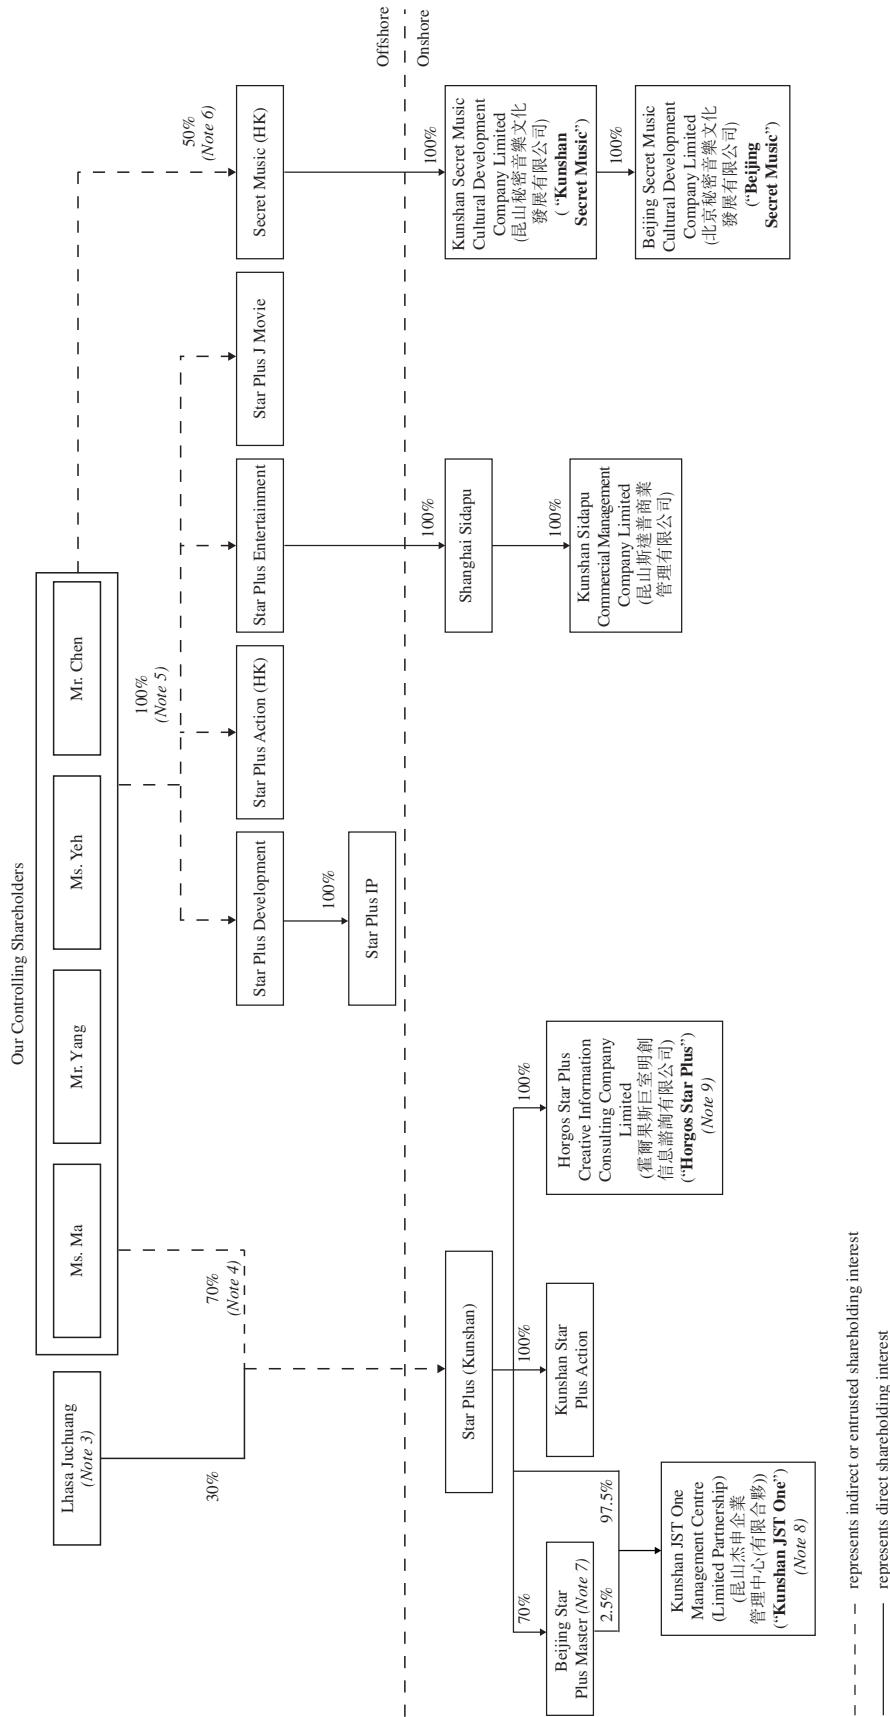 Our Controlling Shareholders
Lhasa Juchuang
(Note 3)
Ms. Ma
Mr. Yang
Ms. Yeh
Mr. Chen
30%
70%
(Note 4)
100%
(Note 5)
50%
(Note 6)
Star Plus Development
Star Plus Action (HK)
Star Plus Entertainment
Star Plus J Movie
Secret Music (HK)
100%
Star Plus IP
Offshore
Onshore
100%
100%
Star Plus (Kunshan)
Shanghai Sidapu
Kunshan Secret Music
Cultural Development
Company Limited
(昆山秘密音樂文化
發展有限公司)
( “Kunshan
Secret Music”)
70%
100%
100%
100%
100%
Beijing Star
Plus Master (Note 7)
Kunshan Star
Plus Action
Horgos Star Plus
Creative Information
Consulting Company
Limited
(霍爾果斯巨室明創
信息諮詢有限公司)
(“Horgos Star Plus”)
(Note 9)
Kunshan Sidapu
Commercial Management
Company Limited
(昆山斯達普商業
管理有限公司)
Beijing Secret Music
Cultural Development
Company Limited
(北京秘密音樂文化
發展有限公司)
(“Beijing
Secret Music”)
2.5%
97.5%
Kunshan JST One
Management Centre
(Limited Partnership)
(昆山杰申企業
管理中心(有限合夥))
(“Kunshan JST One”)
(Note 8)
represents indirect or entrusted shareholding interest
represents direct shareholding interest